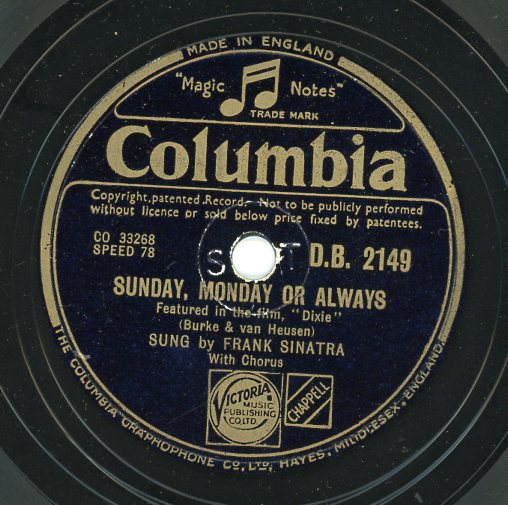 MADE IN ENGLAND
"Magic Notes"
TRADE MARK
Columbia
Copyright, patented Record, Not to be publicly performed
without licence or sold below price fixed by patentees.
CO 33268
SPEED 78
D.B. 2149
SUNDAY, MONDAY OR ALWAYS
Featured in the film, "Dixie"
(Burke & van Heusen)
SUNG by FRANK SINATRA
With Chorus
VICTORIA
MUSIC
PUBLISHING
CO. LTD.
CHAPPELL
THE COLUMBIA GRAPHOPHONE CO., LTD., HAYES, MIDDLESEX, ENGLAND